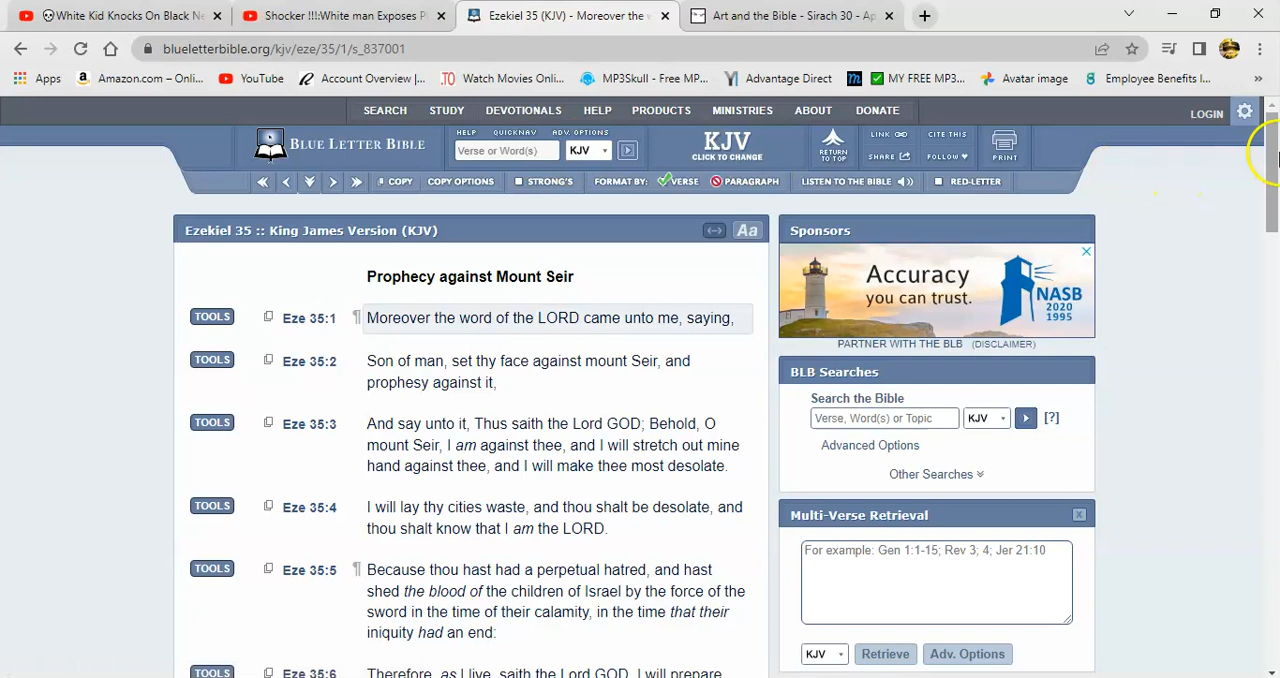 White Kid Knocks On Black Ne
Shocker !!!:White man Exposes P
Ezekiel 35 (KJV) - Moreover the w
Art and the Bible - Sirach 30 - Ap
blueletterbible.org/kjv/eze/35/1/s_837001
Apps
Amazon.com – Onli...
YouTube
Account Overview |...
Watch Movies Onli...
MP3Skull - Free MP...
Advantage Direct
MY FREE MP3...
Avatar image
Employee Benefits I...
SEARCH STUDY DEVOTIONALS HELP PRODUCTS MINISTRIES ABOUT DONATE
LOGIN
BLUE LETTER BIBLE
HELP QUICKNAV ADV. OPTIONS
Verse or Word(s) KJV
KJV
CLICK TO CHANGE
RETURN
TO TOP
LINK
CITE THIS
SHARE
FOLLOW
PRINT
COPY COPY OPTIONS STRONG'S FORMAT BY: VERSE PARAGRAPH LISTEN TO THE BIBLE RED-LETTER
Ezekiel 35 :: King James Version (KJV)
Aa
Prophecy against Mount Seir
TOOLS Eze 35:1 ¶ Moreover the word of the LORD came unto me, saying,
TOOLS Eze 35:2 Son of man, set thy face against mount Seir, and
prophesy against it,
TOOLS Eze 35:3 And say unto it, Thus saith the Lord GOD; Behold, O
mount Seir, I am against thee, and I will stretch out mine
hand against thee, and I will make thee most desolate.
TOOLS Eze 35:4 I will lay thy cities waste, and thou shalt be desolate, and
thou shalt know that I am the LORD.
TOOLS Eze 35:5 ¶ Because thou hast had a perpetual hatred, and hast
shed the blood of the children of Israel by the force of the
sword in the time of their calamity, in the time that their
iniquity had an end:
TOOLS Eze 35:6 Therefore, as I live, saith the Lord GOD, I will prepare
Sponsors
Accuracy
you can trust.
NASB
2020
1995
PARTNER WITH THE BLB (DISCLAIMER)
BLB Searches
Search the Bible
Verse, Word(s) or Topic KJV [?]
Advanced Options
Other Searches
Multi-Verse Retrieval
X
For example: Gen 1:1-15; Rev 3; 4; Jer 21:10
KJV Retrieve Adv. Options